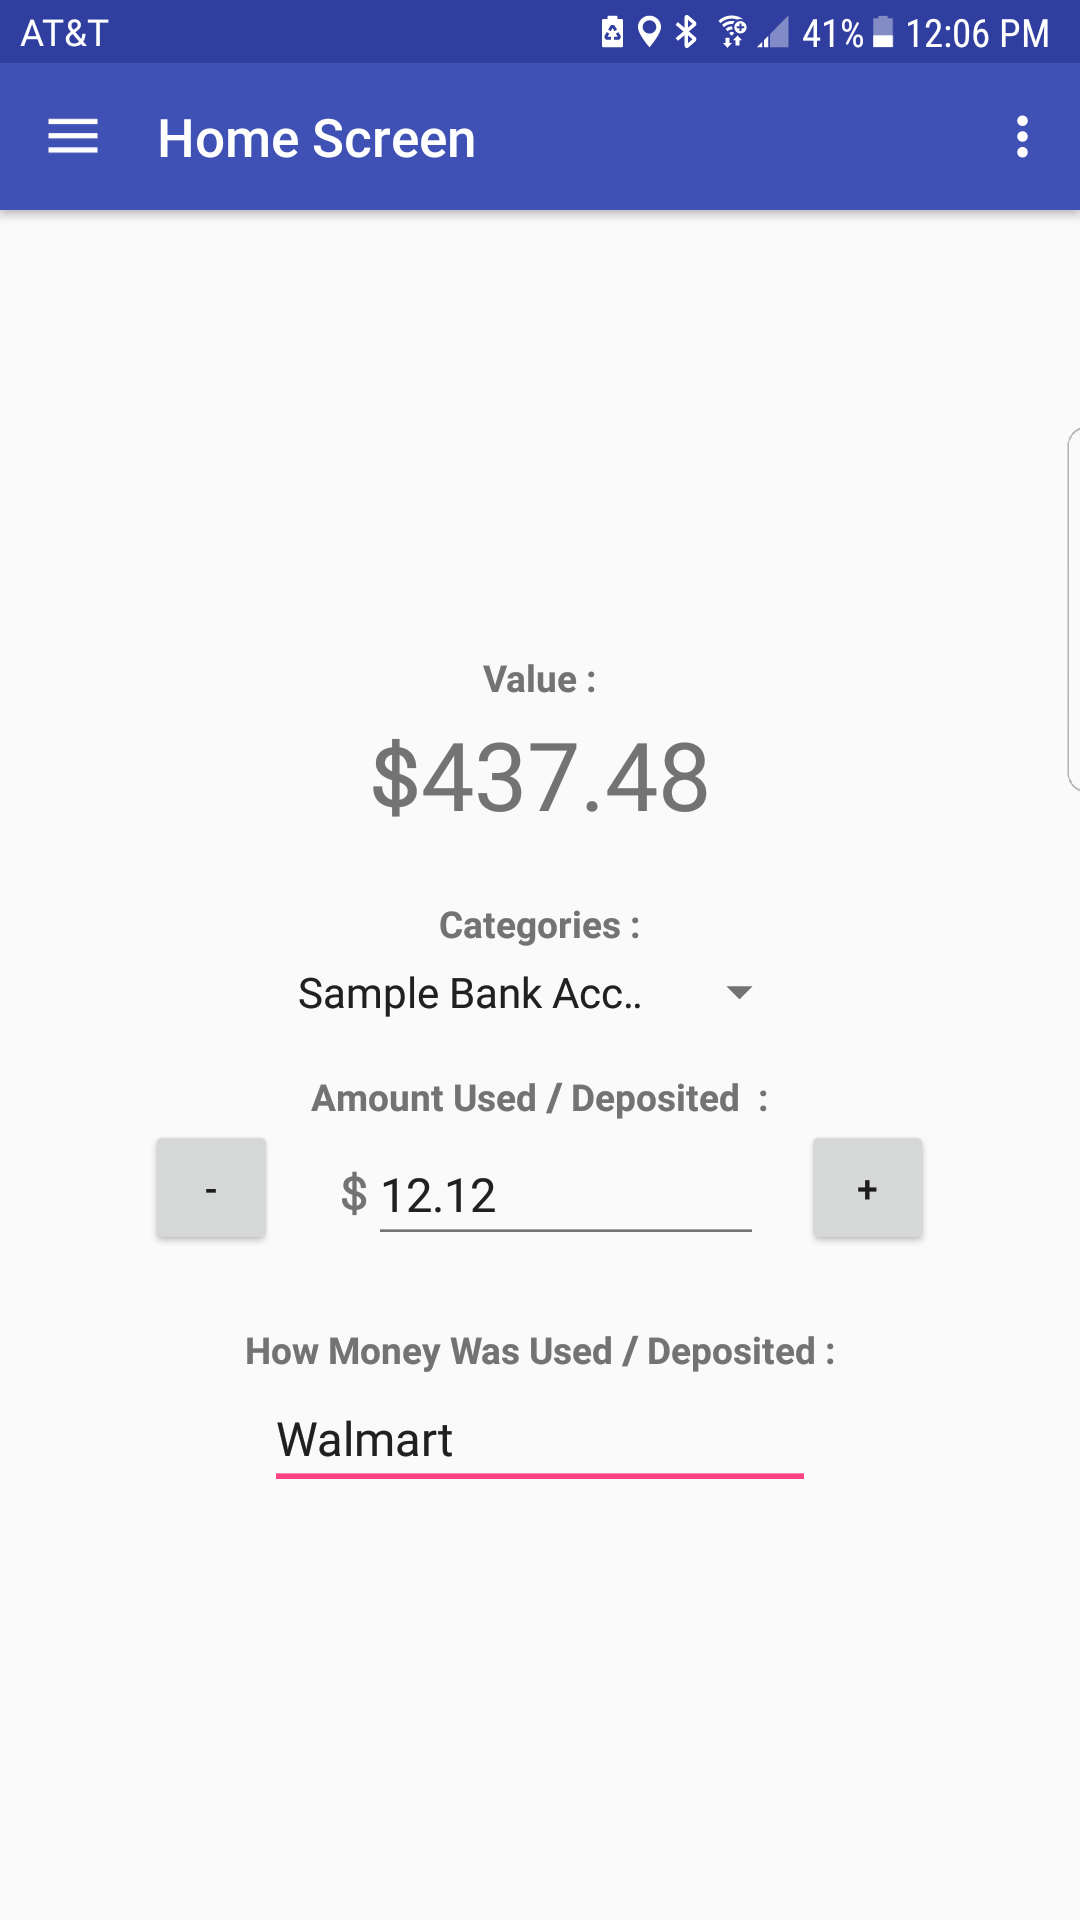 AT&T 41% 12:06 PM
Home Screen
Value :
$437.48
Categories :
Sample Bank Acc..
Amount Used / Deposited  :
- $ 12.12 +
How Money Was Used / Deposited :
Walmart